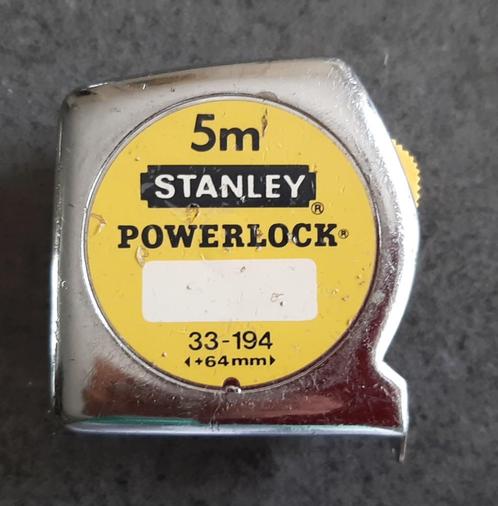 5m
STANLEY®
POWERLOCK®
33-194
◂+64mm▸